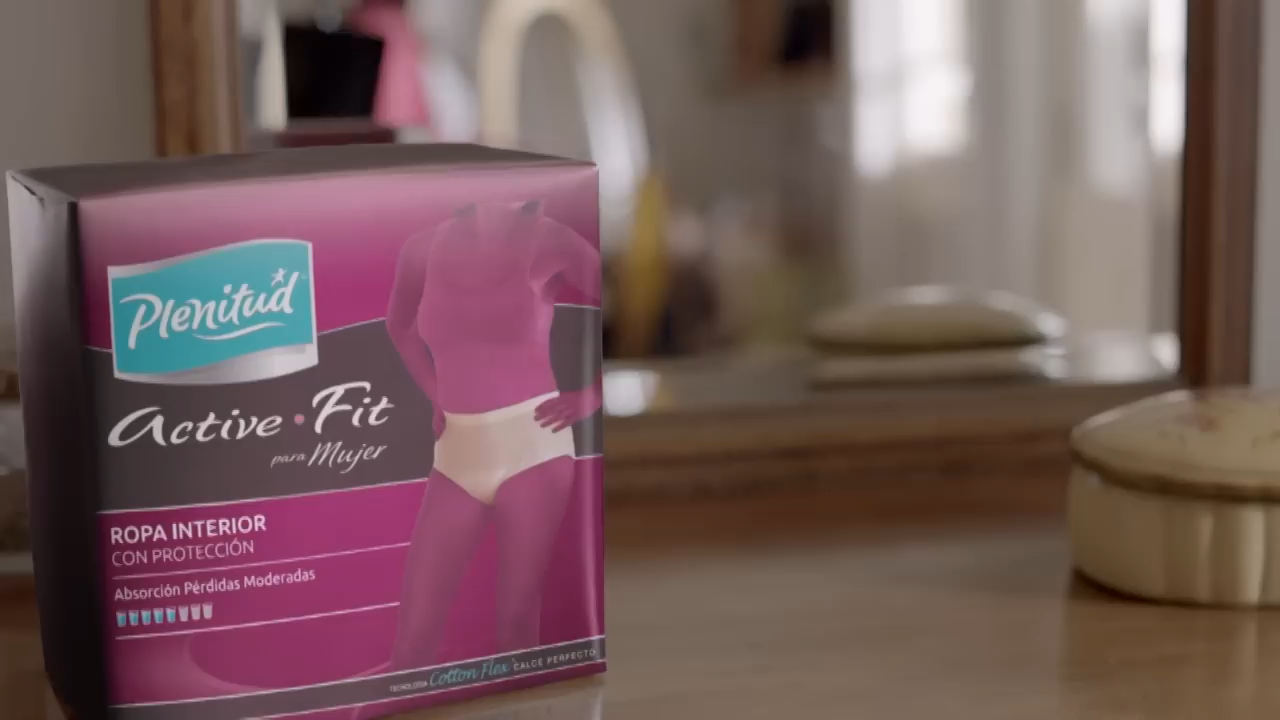 Plenitud
Active • Fit
para Mujer
ROPA INTERIOR
CON PROTECCIÓN
Absorción Pérdidas Moderadas
TECNOLOGÍA Cotton Flex CALCE PERFECTO